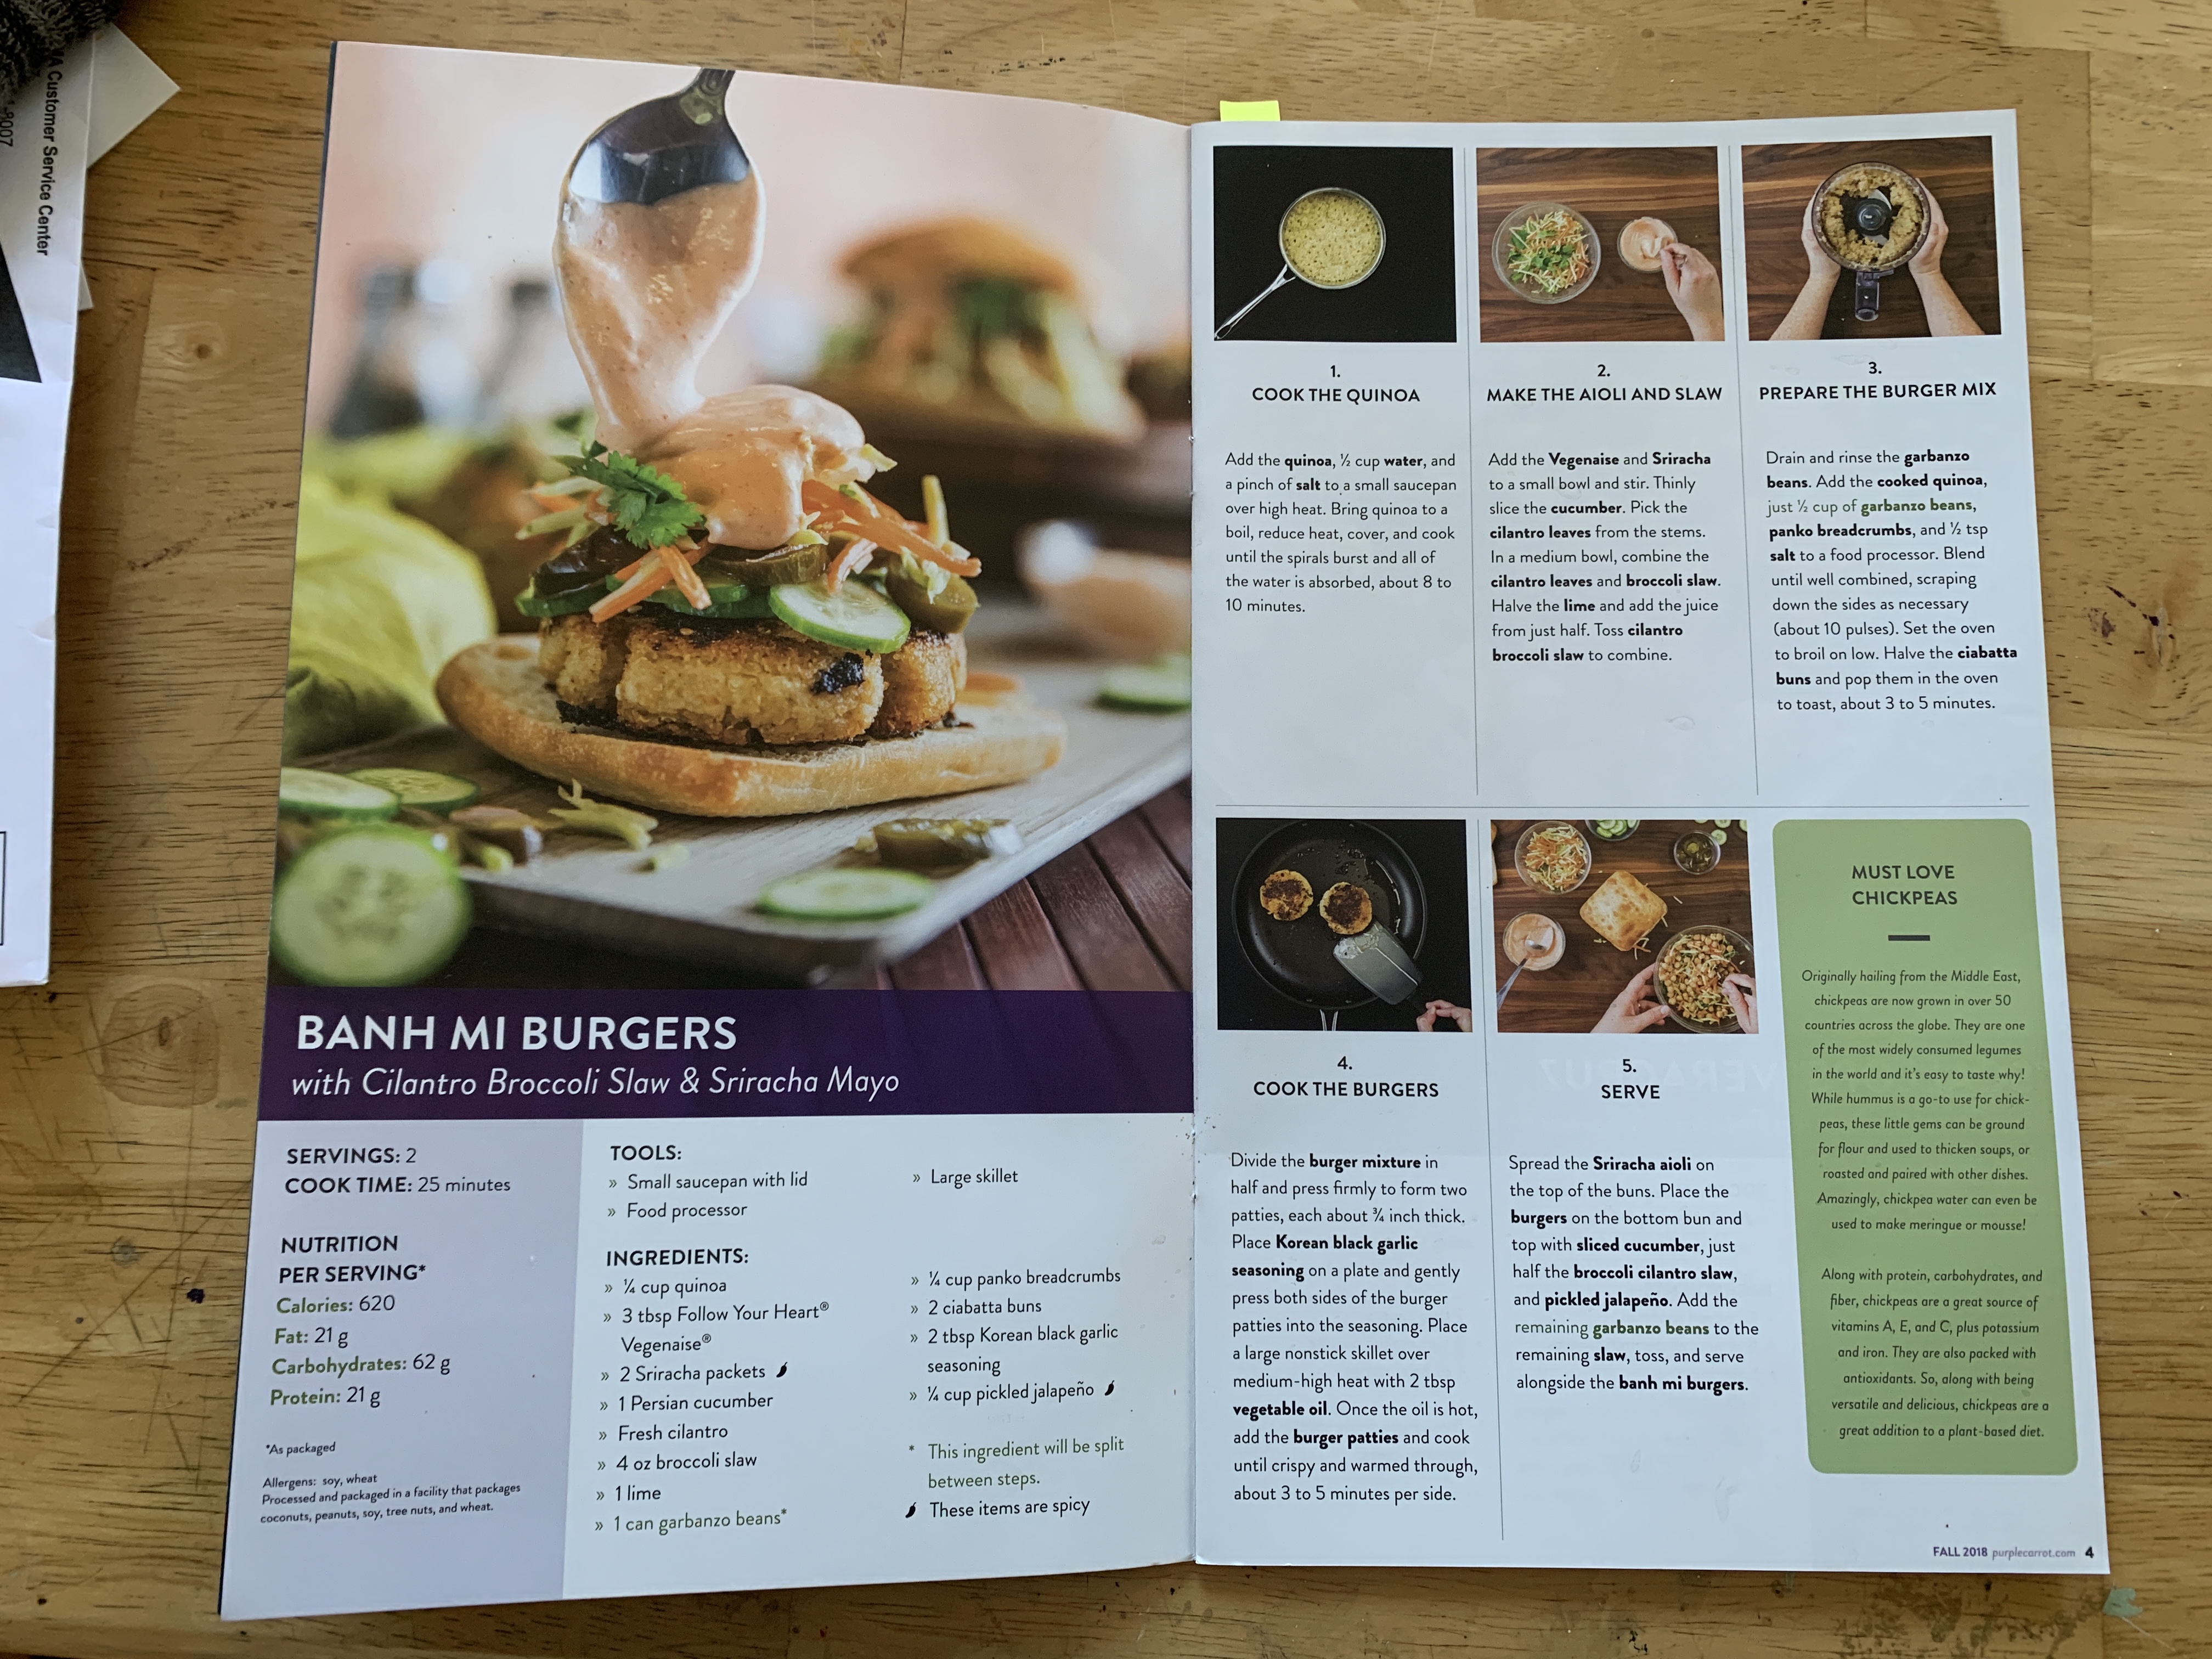 A Customer Service Center
-8007
BANH MI BURGERS
with Cilantro Broccoli Slaw & Sriracha Mayo
SERVINGS: 2
COOK TIME: 25 minutes
NUTRITION
PER SERVING*
Calories: 620
Fat: 21 g
Carbohydrates: 62 g
Protein: 21 g
*As packaged
Allergens: soy, wheat
Processed and packaged in a facility that packages
coconuts, peanuts, soy, tree nuts, and wheat.
TOOLS:
» Small saucepan with lid
» Food processor
» Large skillet
INGREDIENTS:
» ¼ cup quinoa
» 3 tbsp Follow Your Heart®
Vegenaise®
» 2 Sriracha packets
» 1 Persian cucumber
» Fresh cilantro
» 4 oz broccoli slaw
» 1 lime
» 1 can garbanzo beans*
» ¼ cup panko breadcrumbs
» 2 ciabatta buns
» 2 tbsp Korean black garlic
seasoning
» ¼ cup pickled jalapeño
* This ingredient will be split
between steps.
These items are spicy
1.
COOK THE QUINOA
Add the quinoa, ½ cup water, and
a pinch of salt to a small saucepan
over high heat. Bring quinoa to a
boil, reduce heat, cover, and cook
until the spirals burst and all of
the water is absorbed, about 8 to
10 minutes.
2.
MAKE THE AIOLI AND SLAW
Add the Vegenaise and Sriracha
to a small bowl and stir. Thinly
slice the cucumber. Pick the
cilantro leaves from the stems.
In a medium bowl, combine the
cilantro leaves and broccoli slaw.
Halve the lime and add the juice
from just half. Toss cilantro
broccoli slaw to combine.
3.
PREPARE THE BURGER MIX
Drain and rinse the garbanzo
beans. Add the cooked quinoa,
just ½ cup of garbanzo beans,
panko breadcrumbs, and ½ tsp
salt to a food processor. Blend
until well combined, scraping
down the sides as necessary
(about 10 pulses). Set the oven
to broil on low. Halve the ciabatta
buns and pop them in the oven
to toast, about 3 to 5 minutes.
4.
COOK THE BURGERS
Divide the burger mixture in
half and press firmly to form two
patties, each about ¾ inch thick.
Place Korean black garlic
seasoning on a plate and gently
press both sides of the burger
patties into the seasoning. Place
a large nonstick skillet over
medium-high heat with 2 tbsp
vegetable oil. Once the oil is hot,
add the burger patties and cook
until crispy and warmed through,
about 3 to 5 minutes per side.
5.
SERVE
Spread the Sriracha aioli on
the top of the buns. Place the
burgers on the bottom bun and
top with sliced cucumber, just
half the broccoli cilantro slaw,
and pickled jalapeño. Add the
remaining garbanzo beans to the
remaining slaw, toss, and serve
alongside the banh mi burgers.
MUST LOVE
CHICKPEAS
Originally hailing from the Middle East,
chickpeas are now grown in over 50
countries across the globe. They are one
of the most widely consumed legumes
in the world and it's easy to taste why!
While hummus is a go-to use for chick-
peas, these little gems can be ground
for flour and used to thicken soups, or
roasted and paired with other dishes.
Amazingly, chickpea water can even be
used to make meringue or mousse!
Along with protein, carbohydrates, and
fiber, chickpeas are a great source of
vitamins A, E, and C, plus potassium
and iron. They are also packed with
antioxidants. So, along with being
versatile and delicious, chickpeas are a
great addition to a plant-based diet.
FALL 2018 purplecarrot.com 4